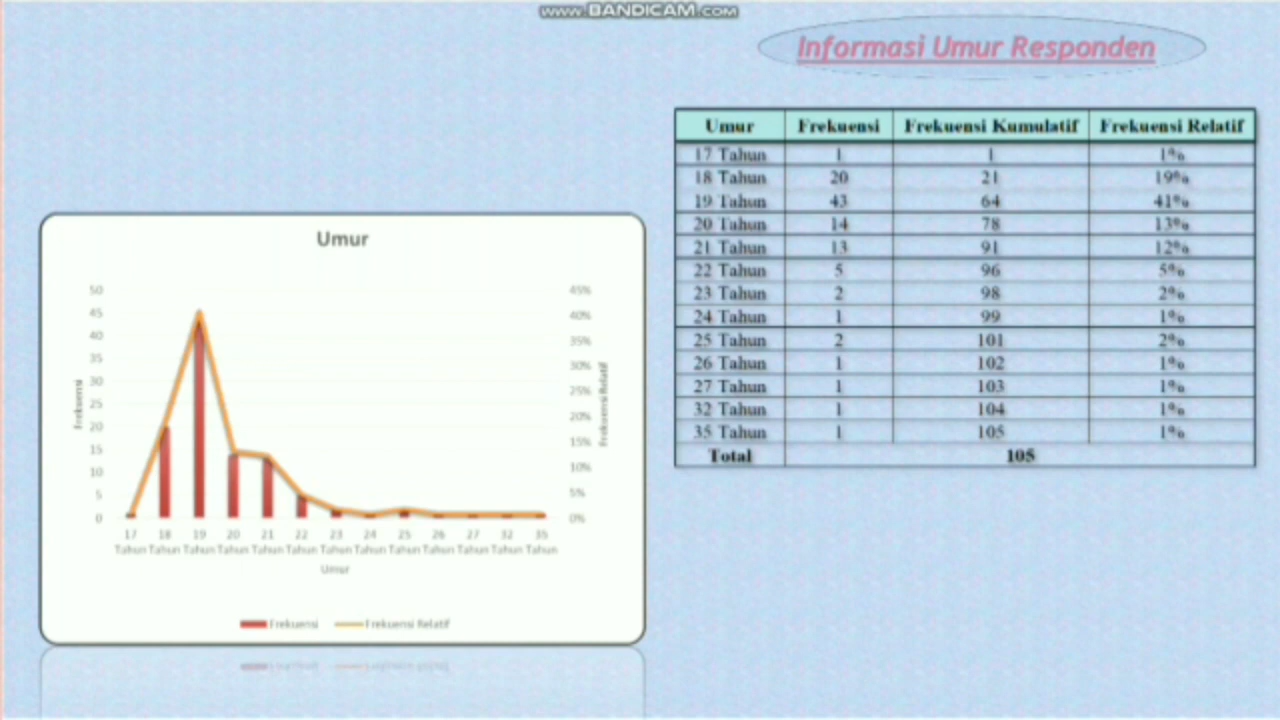 WWW.BANDICAM.COM
Informasi Umur Responden
Umur Frekuensi Frekuensi Kumulatif Frekuensi Relatif
17 Tahun 1 1 1%
18 Tahun 20 21 19%
19 Tahun 43 64 41%
20 Tahun 14 78 13%
21 Tahun 13 91 12%
22 Tahun 5 96 5%
23 Tahun 2 98 2%
24 Tahun 1 99 1%
25 Tahun 2 101 2%
26 Tahun 1 102 1%
27 Tahun 1 103 1%
32 Tahun 1 104 1%
35 Tahun 1 105 1%
Total 105
Umur
50 45%
45 40%
40 35%
35 30%
30 25%
25 20%
20 15%
15 10%
10 5%
5 0%
0
Frekuensi
Frekuensi Relatif
17 18 19 20 21 22 23 24 25 26 27 32 35
Tahun Tahun Tahun Tahun Tahun Tahun Tahun Tahun Tahun Tahun Tahun Tahun Tahun
Umur
Frekuensi Frekuensi Relatif